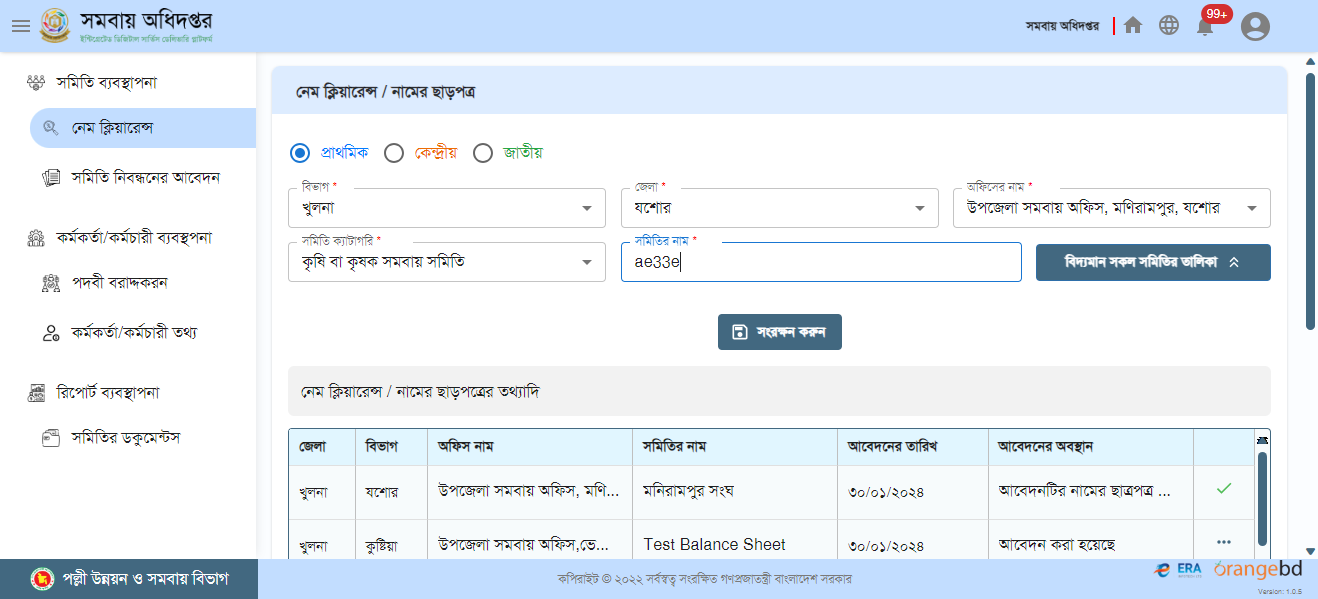 সমবায় অধিদপ্তর
ইন্টিগ্রেটেড ডিজিটাল সার্ভিস ডেলিভারি প্লাটফর্ম
সমবায় অধিদপ্তর
99+
সমিতি ব্যবস্থাপনা
নেম ক্লিয়ারেন্স
সমিতি নিবন্ধনের আবেদন
কর্মকর্তা/কর্মচারী ব্যবস্থপনা
পদবী বরাদ্দকরন
কর্মকর্তা/কর্মচারী তথ্য
রিপোর্ট ব্যবস্থাপনা
সমিতির ডকুমেন্টস
পল্লী উন্নয়ন ও সমবায় বিভাগ
নেম ক্লিয়ারেন্স / নামের ছাড়পত্র
প্রাথমিক কেন্দ্রীয় জাতীয়
বিভাগ * জেলা * অফিসের নাম *
খুলনা যশোর উপজেলা সমবায় অফিস, মণিরামপুর, যশোর
সমিতি ক্যাটাগরি * সমিতির নাম *
কৃষি বা কৃষক সমবায় সমিতি ae33e বিদ্যমান সকল সমিতির তালিকা
সংরক্ষন করুন
নেম ক্লিয়ারেন্স / নামের ছাড়পত্রের তথ্যাদি
জেলা বিভাগ অফিস নাম সমিতির নাম আবেদনের তারিখ আবেদনের অবস্থান
খুলনা যশোর উপজেলা সমবায় অফিস, মণি... মনিরামপুর সংঘ ৩০/০১/২০২৪ আবেদনটির নামের ছাত্রপত্র ...
খুলনা কুষ্টিয়া উপজেলা সমবায় অফিস,ভে... Test Balance Sheet ৩০/০১/২০২৪ আবেদন করা হয়েছে
কপিরাইট © ২০২২ সর্বস্বত্ব সংরক্ষিত গণপ্রজাতন্ত্রী বাংলাদেশ সরকার
ERA orangebd
Version: 1.0.5